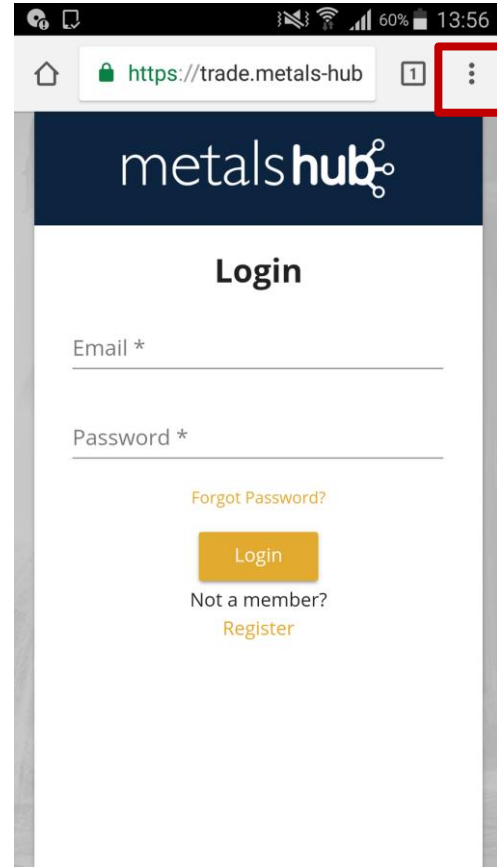 60% 13:56
https://trade.metals-hub 1
metalshub
Login
Email *
Password *
Forgot Password?
Login
Not a member?
Register